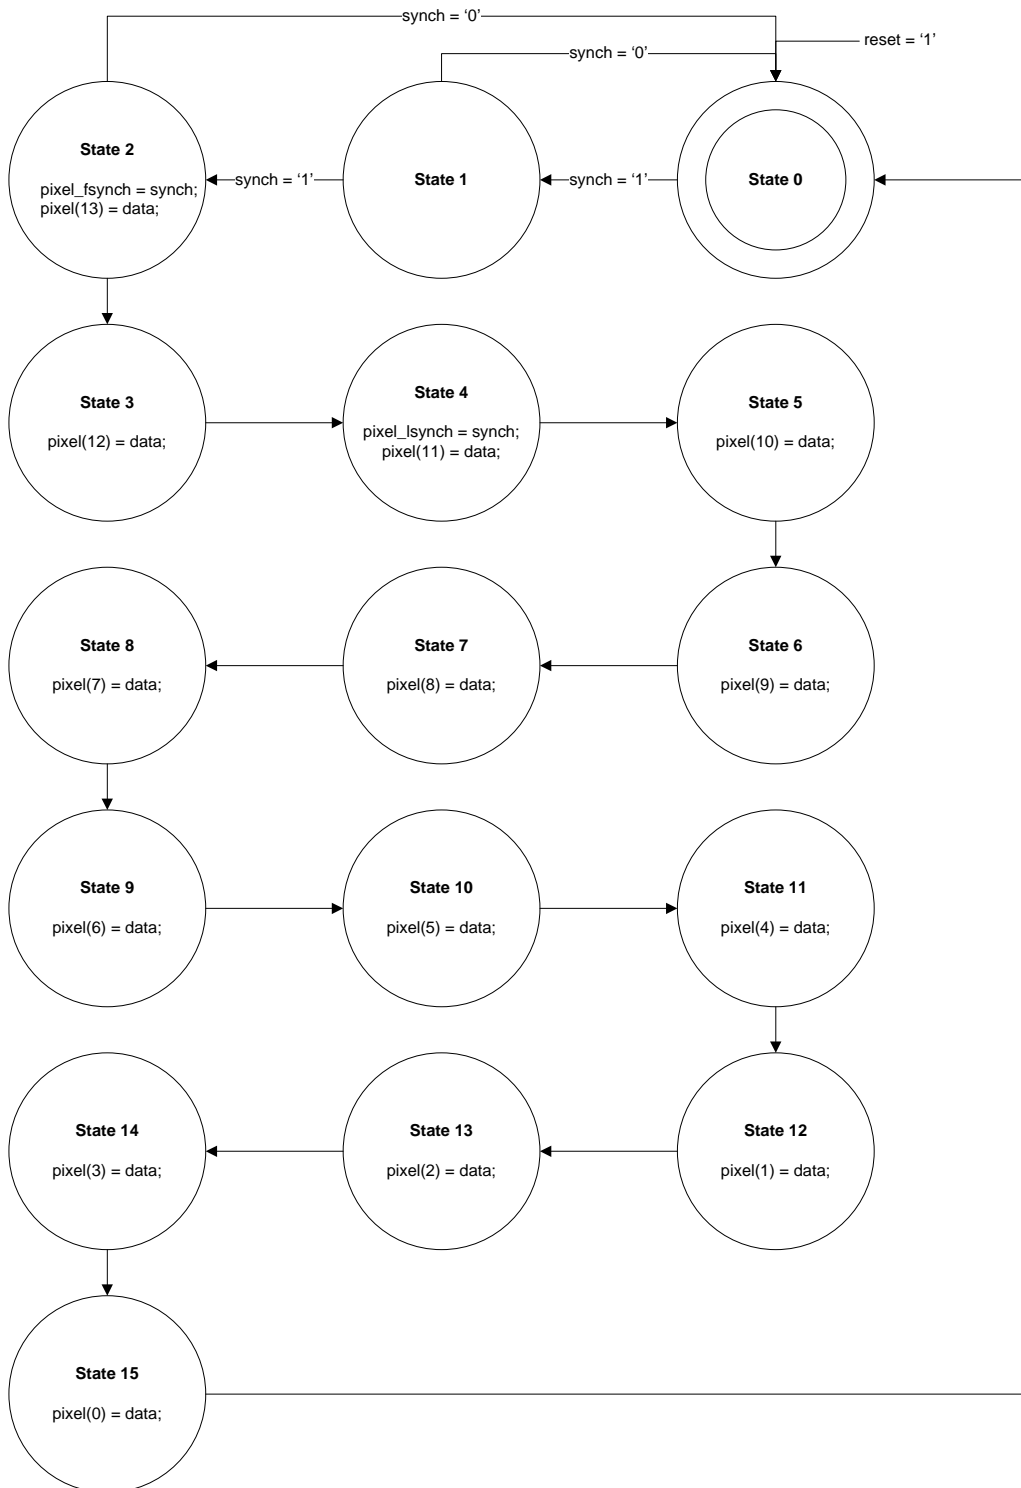 synch = ‘0’
reset = ‘1’
synch = ‘0’
State 2
pixel_fsynch = synch;
pixel(13) = data;
synch = ‘1’
State 1
synch = ‘1’
State 0
State 3
pixel(12) = data;
State 4
pixel_lsynch = synch;
pixel(11) = data;
State 5
pixel(10) = data;
State 8
pixel(7) = data;
State 7
pixel(8) = data;
State 6
pixel(9) = data;
State 9
pixel(6) = data;
State 10
pixel(5) = data;
State 11
pixel(4) = data;
State 14
pixel(3) = data;
State 13
pixel(2) = data;
State 12
pixel(1) = data;
State 15
pixel(0) = data;